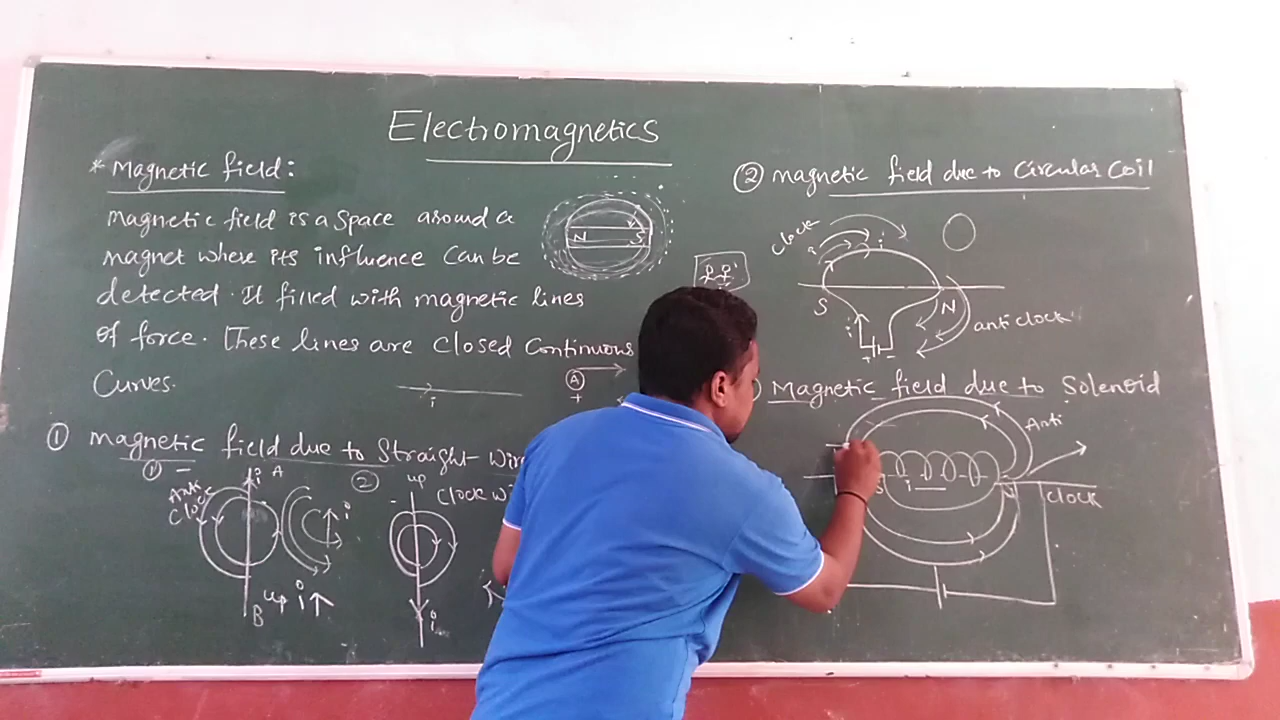 Electromagnetics
* Magnetic field:
Magnetic field is a Space around a
magnet where its influence can be
detected. It filled with magnetic lines
of force. These lines are closed continuous
Curves.
N S
i
A
+
① magnetic field due to Straight wir
① -
Anti
clock
i A
i
B
up i ↑
②
up
clock wi
i
② magnetic field due to Circular Coil
clock
i
S N
i
+ -
anti clock
Magnetic field due to Solenoid
Anti
S i
clock